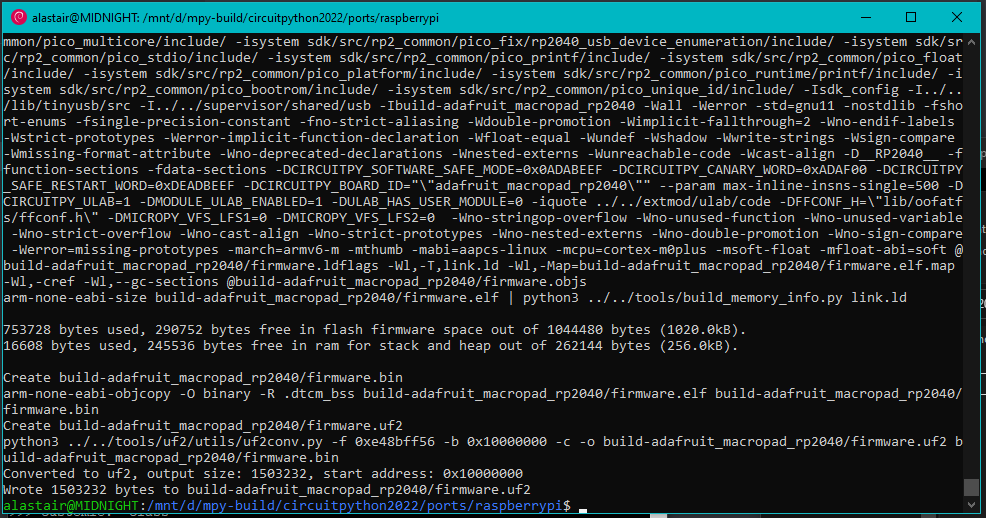 alastair@MIDNIGHT: /mnt/d/mpy-build/circuitpython2022/ports/raspberrypi
mmon/pico_multicore/include/ -isystem sdk/src/rp2_common/pico_fix/rp2040_usb_device_enumeration/include/ -isystem sdk/sr
c/rp2_common/pico_stdio/include/ -isystem sdk/src/rp2_common/pico_printf/include/ -isystem sdk/src/rp2_common/pico_float
/include/ -isystem sdk/src/rp2_common/pico_platform/include/ -isystem sdk/src/rp2_common/pico_runtime/printf/include/ -i
system sdk/src/rp2_common/pico_bootrom/include/ -isystem sdk/src/rp2_common/pico_unique_id/include/ -Isdk_config -I../..
/lib/tinyusb/src -I../../supervisor/shared/usb -Ibuild-adafruit_macropad_rp2040 -Wall -Werror -std=gnu11 -nostdlib -fsho
rt-enums -fsingle-precision-constant -fno-strict-aliasing -Wdouble-promotion -Wimplicit-fallthrough=2 -Wno-endif-labels
-Wstrict-prototypes -Werror-implicit-function-declaration -Wfloat-equal -Wundef -Wshadow -Wwrite-strings -Wsign-compare
-Wmissing-format-attribute -Wno-deprecated-declarations -Wnested-externs -Wunreachable-code -Wcast-align -D__RP2040__ -f
function-sections -fdata-sections -DCIRCUITPY_SOFTWARE_SAFE_MODE=0x0ADABEEF -DCIRCUITPY_CANARY_WORD=0xADAF00 -DCIRCUITPY
_SAFE_RESTART_WORD=0xDEADBEEF -DCIRCUITPY_BOARD_ID="\"adafruit_macropad_rp2040\"" --param max-inline-insns-single=500 -D
CIRCUITPY_ULAB=1 -DMODULE_ULAB_ENABLED=1 -DULAB_HAS_USER_MODULE=0 -iquote ../../extmod/ulab/code -DFFCONF_H=\"lib/oofatf
s/ffconf.h\" -DMICROPY_VFS_LFS1=0 -DMICROPY_VFS_LFS2=0  -Wno-stringop-overflow -Wno-unused-function -Wno-unused-variable
-Wno-strict-overflow -Wno-cast-align -Wno-strict-prototypes -Wno-nested-externs -Wno-double-promotion -Wno-sign-compare
-Werror=missing-prototypes -march=armv6-m -mthumb -mabi=aapcs-linux -mcpu=cortex-m0plus -msoft-float -mfloat-abi=soft @
build-adafruit_macropad_rp2040/firmware.ldflags -Wl,-T,link.ld -Wl,-Map=build-adafruit_macropad_rp2040/firmware.elf.map
-Wl,-cref -Wl,--gc-sections @build-adafruit_macropad_rp2040/firmware.objs
arm-none-eabi-size build-adafruit_macropad_rp2040/firmware.elf | python3 ../../tools/build_memory_info.py link.ld
753728 bytes used, 290752 bytes free in flash firmware space out of 1044480 bytes (1020.0kB).
16608 bytes used, 245536 bytes free in ram for stack and heap out of 262144 bytes (256.0kB).
Create build-adafruit_macropad_rp2040/firmware.bin
arm-none-eabi-objcopy -O binary -R .dtcm_bss build-adafruit_macropad_rp2040/firmware.elf build-adafruit_macropad_rp2040/
firmware.bin
Create build-adafruit_macropad_rp2040/firmware.uf2
python3 ../../tools/uf2/utils/uf2conv.py -f 0xe48bff56 -b 0x10000000 -c -o build-adafruit_macropad_rp2040/firmware.uf2 b
uild-adafruit_macropad_rp2040/firmware.bin
Converted to uf2, output size: 1503232, start address: 0x10000000
Wrote 1503232 bytes to build-adafruit_macropad_rp2040/firmware.uf2
alastair@MIDNIGHT:/mnt/d/mpy-build/circuitpython2022/ports/raspberrypi$